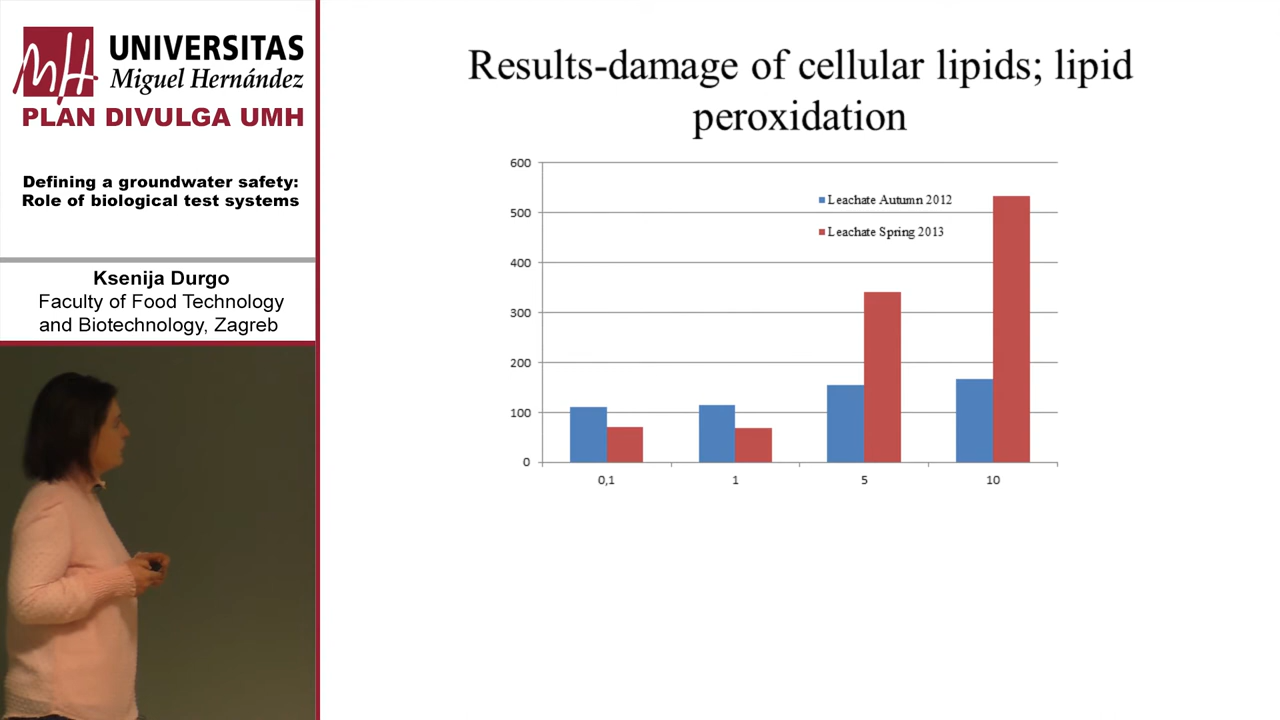 UNIVERSITAS
Miguel Hernández
PLAN DIVULGA UMH
Defining a groundwater safety:
Role of biological test systems
Ksenija Durgo
Faculty of Food Technology
and Biotechnology, Zagreb
Results-damage of cellular lipids; lipid
peroxidation
600
500
400
300
200
100
0
Leachate Autumn 2012
Leachate Spring 2013
0,1 1 5 10